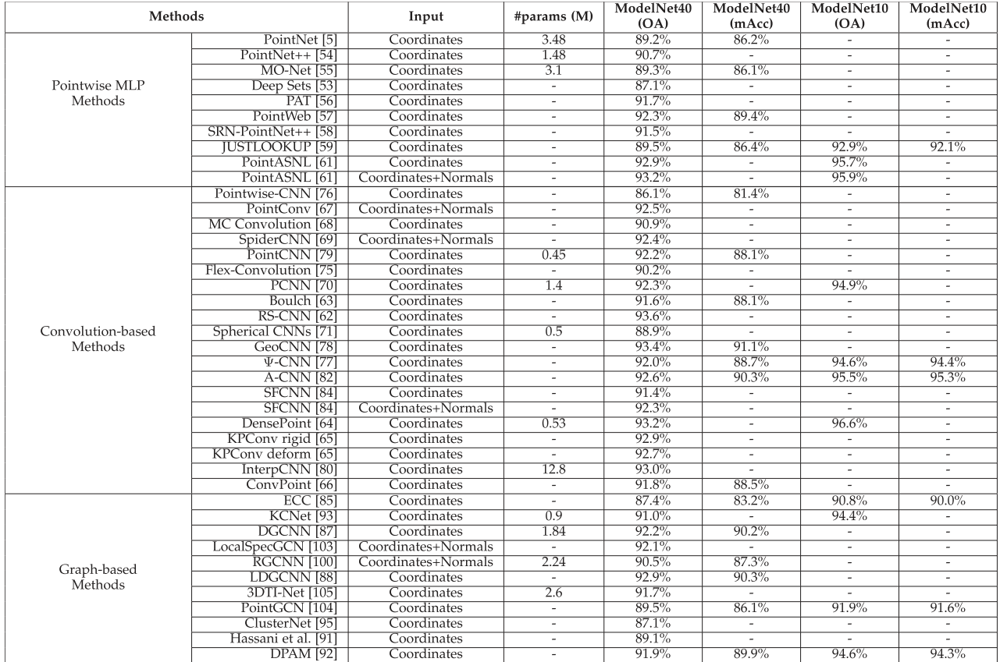 Methods Input #params (M) ModelNet40 (OA) ModelNet40 (mAcc) ModelNet10 (OA) ModelNet10 (mAcc)
Pointwise MLP Methods
PointNet [5] Coordinates 3.48 89.2% 86.2% - -
PointNet++ [54] Coordinates 1.48 90.7% - - -
MO-Net [55] Coordinates 3.1 89.3% 86.1% - -
Deep Sets [53] Coordinates - 87.1% - - -
PAT [56] Coordinates - 91.7% - - -
PointWeb [57] Coordinates - 92.3% 89.4% - -
SRN-PointNet++ [58] Coordinates - 91.5% - - -
JUSTLOOKUP [59] Coordinates - 89.5% 86.4% 92.9% 92.1%
PointASNL [61] Coordinates - 92.9% - 95.7% -
PointASNL [61] Coordinates+Normals - 93.2% - 95.9% -
Convolution-based Methods
Pointwise-CNN [76] Coordinates - 86.1% 81.4% - -
PointConv [67] Coordinates+Normals - 92.5% - - -
MC Convolution [68] Coordinates - 90.9% - - -
SpiderCNN [69] Coordinates+Normals - 92.4% - - -
PointCNN [79] Coordinates 0.45 92.2% 88.1% - -
Flex-Convolution [75] Coordinates - 90.2% - - -
PCNN [70] Coordinates 1.4 92.3% - 94.9% -
Boulch [63] Coordinates - 91.6% 88.1% - -
RS-CNN [62] Coordinates - 93.6% - - -
Spherical CNNs [71] Coordinates 0.5 88.9% - - -
GeoCNN [78] Coordinates - 93.4% 91.1% - -
Ψ-CNN [77] Coordinates - 92.0% 88.7% 94.6% 94.4%
A-CNN [82] Coordinates - 92.6% 90.3% 95.5% 95.3%
SFCNN [84] Coordinates - 91.4% - - -
SFCNN [84] Coordinates+Normals - 92.3% - - -
DensePoint [64] Coordinates 0.53 93.2% - 96.6% -
KPConv rigid [65] Coordinates - 92.9% - - -
KPConv deform [65] Coordinates - 92.7% - - -
InterpCNN [80] Coordinates 12.8 93.0% - - -
ConvPoint [66] Coordinates - 91.8% 88.5% - -
Graph-based Methods
ECC [85] Coordinates - 87.4% 83.2% 90.8% 90.0%
KCNet [93] Coordinates 0.9 91.0% - 94.4% -
DGCNN [87] Coordinates 1.84 92.2% 90.2% - -
LocalSpecGCN [103] Coordinates+Normals - 92.1% - - -
RGCNN [100] Coordinates+Normals 2.24 90.5% 87.3% - -
LDGCNN [88] Coordinates - 92.9% 90.3% - -
3DTI-Net [105] Coordinates 2.6 91.7% - - -
PointGCN [104] Coordinates - 89.5% 86.1% 91.9% 91.6%
ClusterNet [95] Coordinates - 87.1% - - -
Hassani et al. [91] Coordinates - 89.1% - - -
DPAM [92] Coordinates - 91.9% 89.9% 94.6% 94.3%